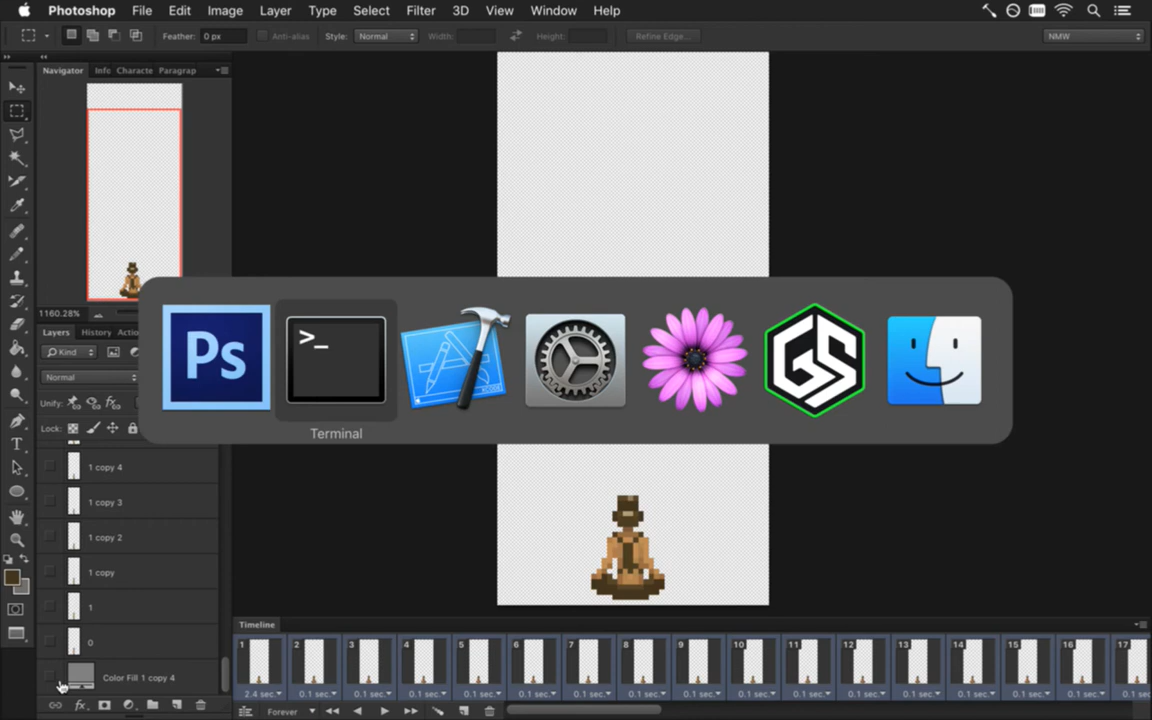 Photoshop File Edit Image Layer Type Select Filter 3D View Window Help
Feather: 0 px Anti-alias Style: Normal Width: Height: Refine Edge... NMW
Navigator Info Characte Paragrap
1160.28%
Layers History Actio
Kind
Normal
Unify:
Lock:
1 copy 4
1 copy 3
1 copy 2
1 copy
1
0
Color Fill 1 copy 4
fx
Ps >_ GS
Terminal
Timeline
1 2 3 4 5 6 7 8 9 10 11 12 13 14 15 16 17
2.4 sec. 0.1 sec. 0.1 sec. 0.1 sec. 0.1 sec. 0.1 sec. 0.1 sec. 0.1 sec. 0.1 sec. 0.1 sec. 0.1 sec. 0.1 sec. 0.1 sec. 0.1 sec. 0.1 sec. 0.1 sec. 0.1 sec.
Forever